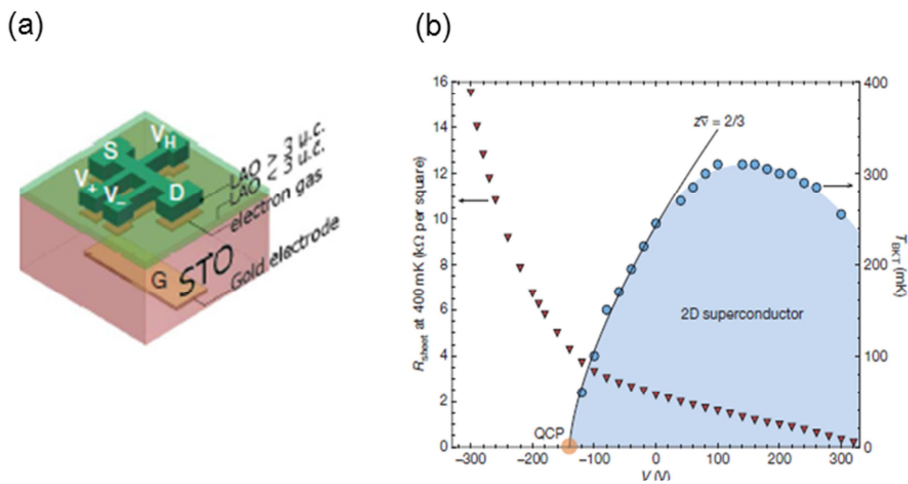 (a)
(b)
S
V_H
V_+
V_-
D
LAO > 3 u.c.
LAO < 3 u.c.
electron gas
Gold electrode
G
STO
16
14
12
10
8
6
4
2
0
R_sheet at 400 mK (kΩ per square)
400
300
200
100
0
T_BKT (mK)
zν̄ = 2/3
2D superconductor
QCP
−300
−200
−100
0
100
200
300
V (V)